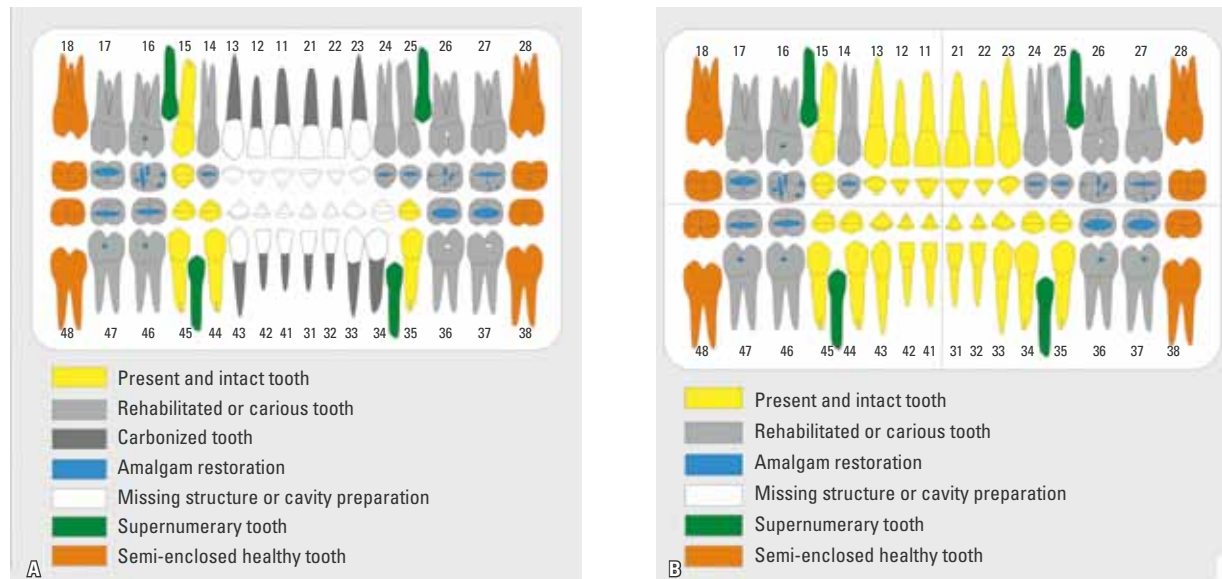 18 17 16 15 14 13 12 11 21 22 23 24 25 26 27 28
48 47 46 45 44 43 42 41 31 32 33 34 35 36 37 38
Present and intact tooth
Rehabilitated or carious tooth
Carbonized tooth
Amalgam restoration
Missing structure or cavity preparation
Supernumerary tooth
Semi-enclosed healthy tooth
A
18 17 16 15 14 13 12 11 21 22 23 24 25 26 27 28
48 47 46 45 44 43 42 41 31 32 33 34 35 36 37 38
Present and intact tooth
Rehabilitated or carious tooth
Amalgam restoration
Missing structure or cavity preparation
Supernumerary tooth
Semi-enclosed healthy tooth
B